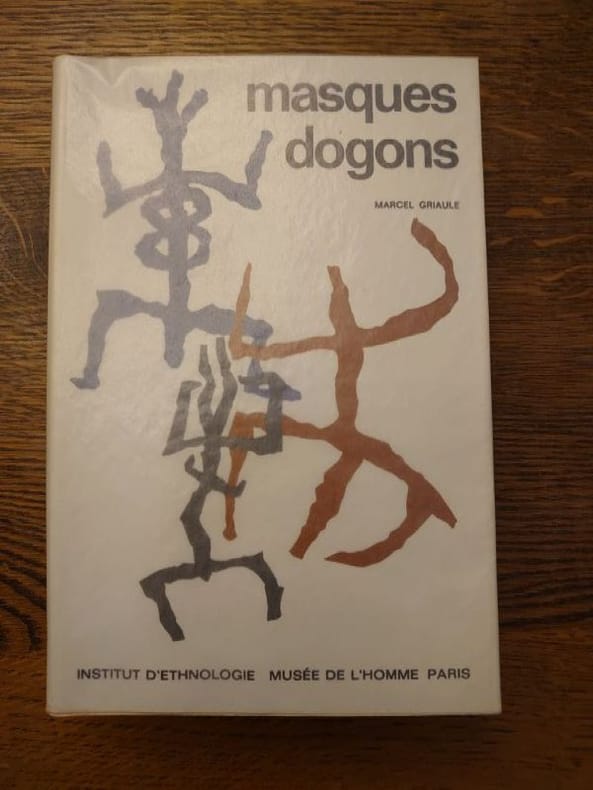 masques
dogons
MARCEL GRIAULE
INSTITUT D'ETHNOLOGIE MUSÉE DE L'HOMME PARIS